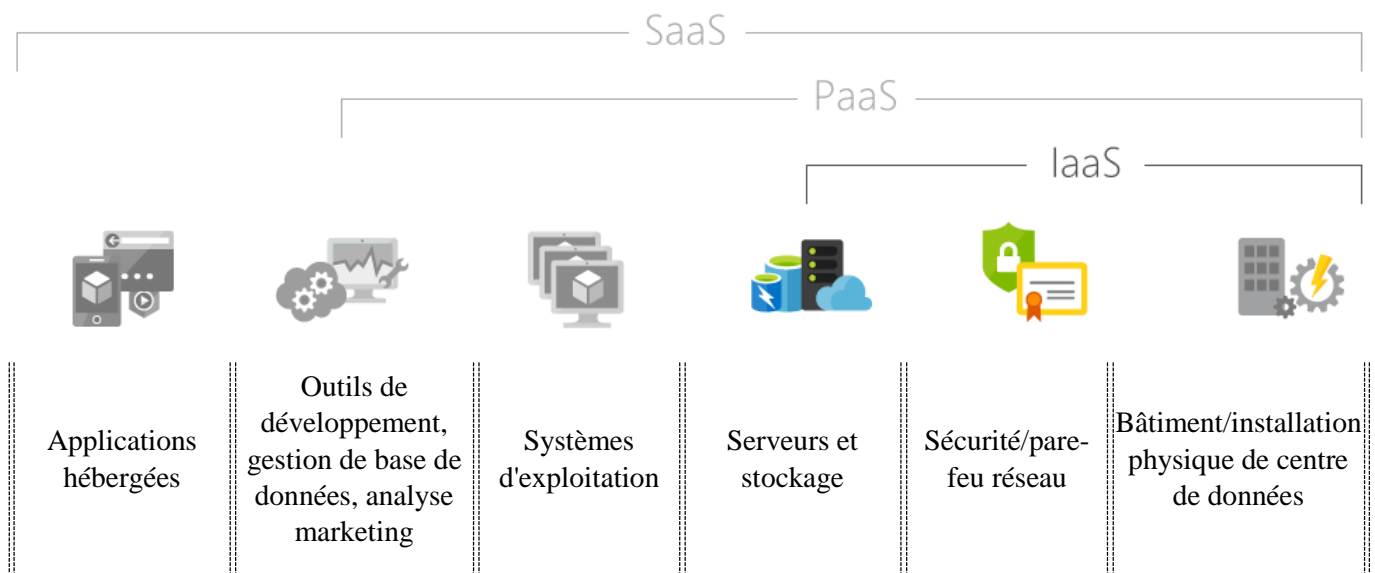 SaaS
PaaS
IaaS
Applications
hébergées
Outils de
développement,
gestion de base de
données, analyse
marketing
Systèmes
d'exploitation
Serveurs et
stockage
Sécurité/pare-
feu réseau
Bâtiment/installation
physique de centre
de données